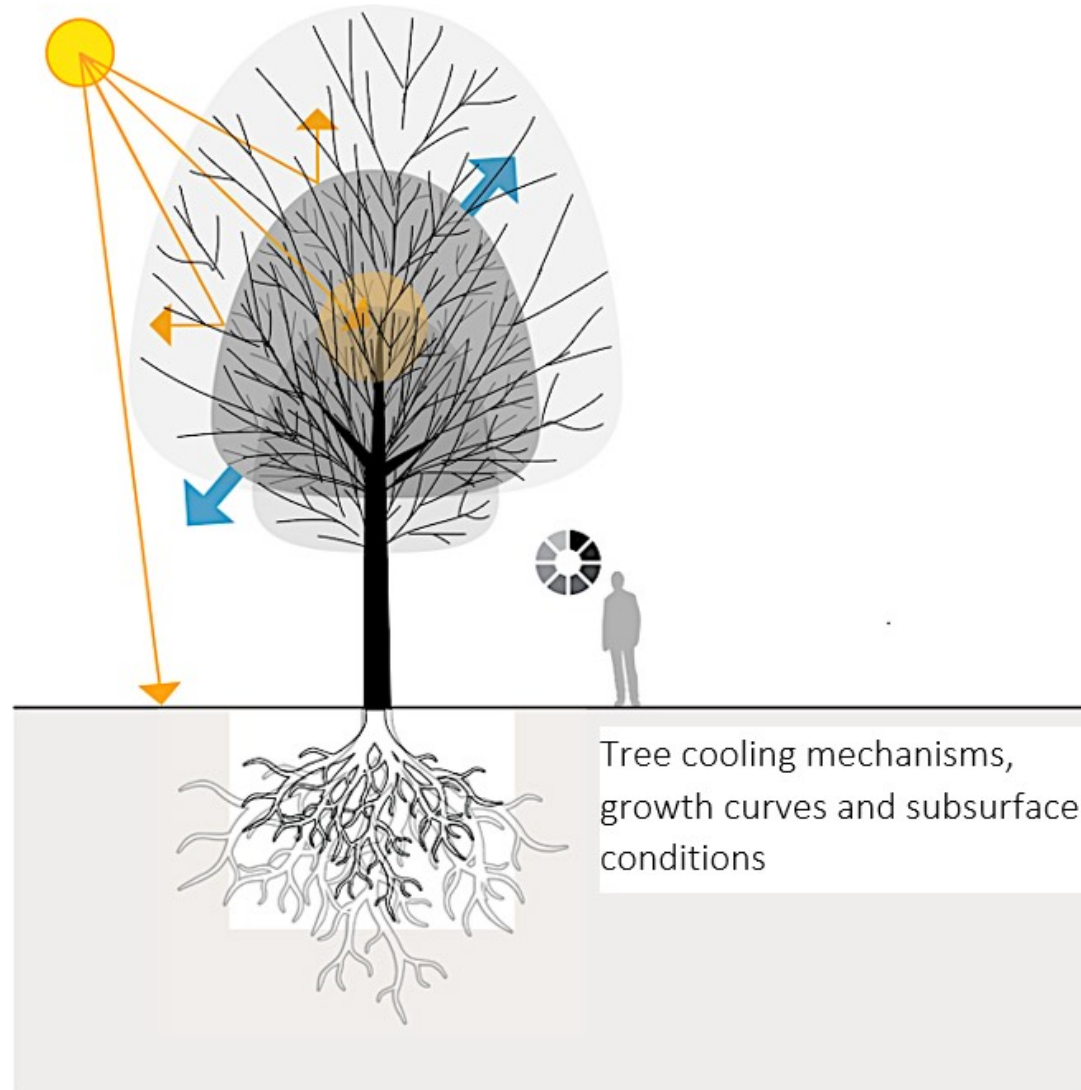 Tree cooling mechanisms,
growth curves and subsurface
conditions